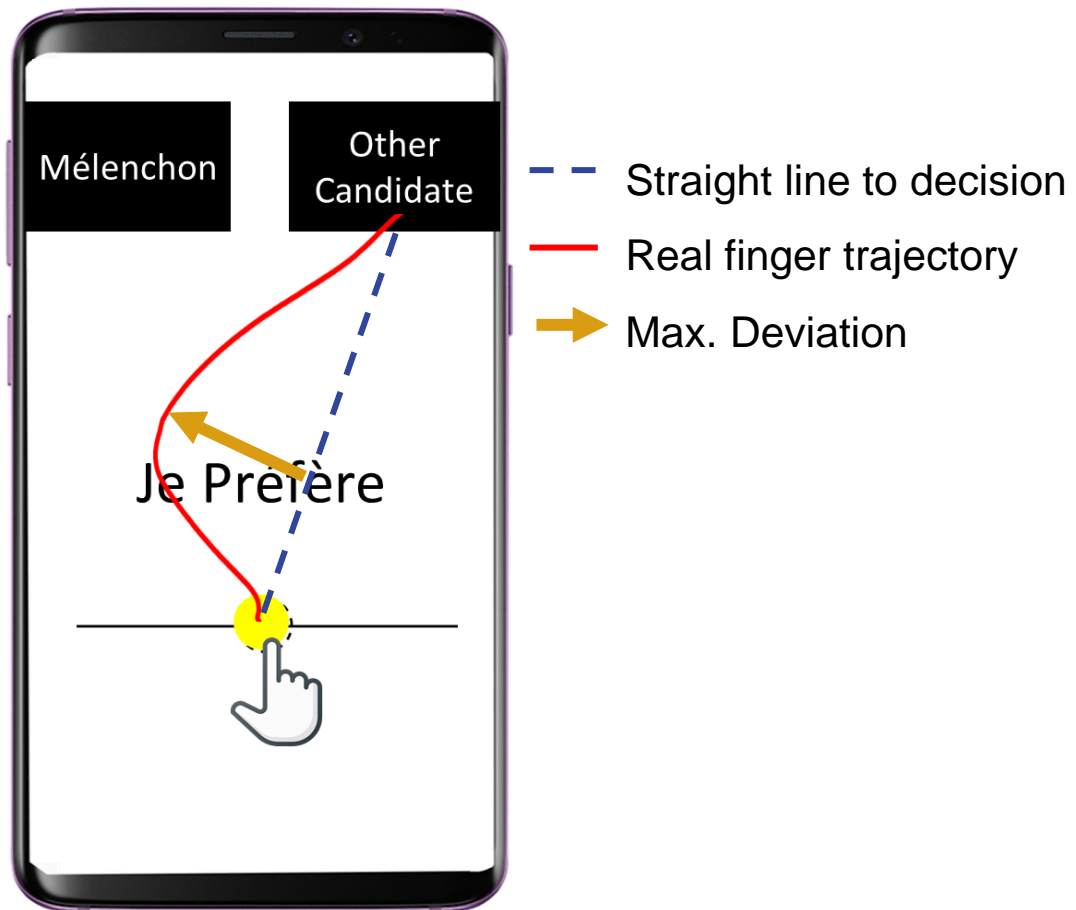 Mélenchon
Other
Candidate
Je Préfère
Straight line to decision
Real finger trajectory
Max. Deviation